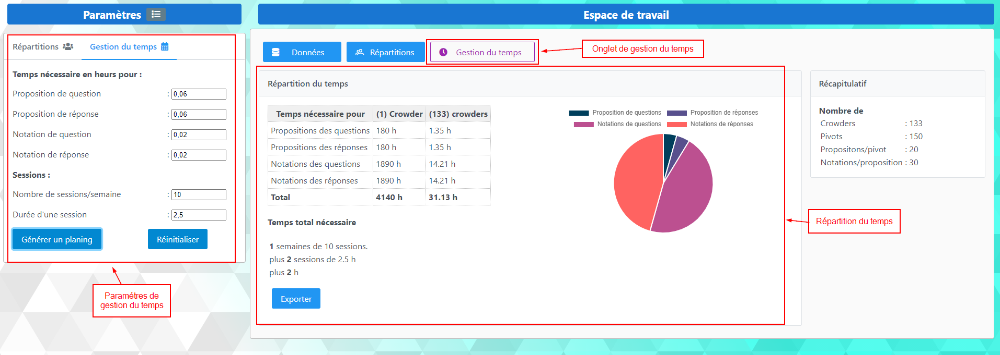 Paramètres
Espace de travail
Répartitions
Gestion du temps
Temps nécessaire en heurs pour :
Proposition de question : 0,06
Proposition de réponse : 0,06
Notation de question : 0,02
Notation de réponse : 0,02
Sessions :
Nombre de sessions/semaine : 10
Durée d'une session : 2,5
Générer un planing
Réinitialiser
Paramétres de
gestion du temps
Données
Répartitions
Gestion du temps
Onglet de gestion du temps
Répartition du temps
Temps nécessaire pour (1) Crowder (133) crowders
Propositions des questions 180 h 1.35 h
Propositions des réponses 180 h 1.35 h
Notations des questions 1890 h 14.21 h
Notations des réponses 1890 h 14.21 h
Total 4140 h 31.13 h
Proposition de questions Proposition de réponses
Notations de questions Notations de réponses
Temps total nécessaire
1 semaines de 10 sessions.
plus 2 sessions de 2.5 h
plus 2 h
Exporter
Récapitulatif
Nombre de
Crowders : 133
Pivots : 150
Propositons/pivot : 20
Notations/proposition : 30
Répartition du temps